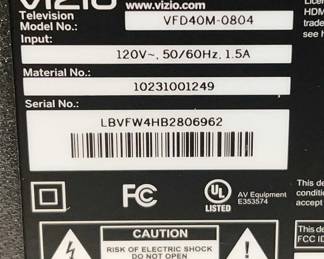 VIZIO www.vizio.com
Television
Model No.: VFD40M-0804
Input:
120V~, 50/60Hz, 1.5A
Material No.:
10231001249
Serial No.:
LBVFW4HB2806962
FC
UL
LISTED
AV Equipment
E353574
CAUTION
RISK OF ELECTRIC SHOCK
DO NOT OPEN
HDM
trade
see h
This de
conditi
accept
This de
FCC ID